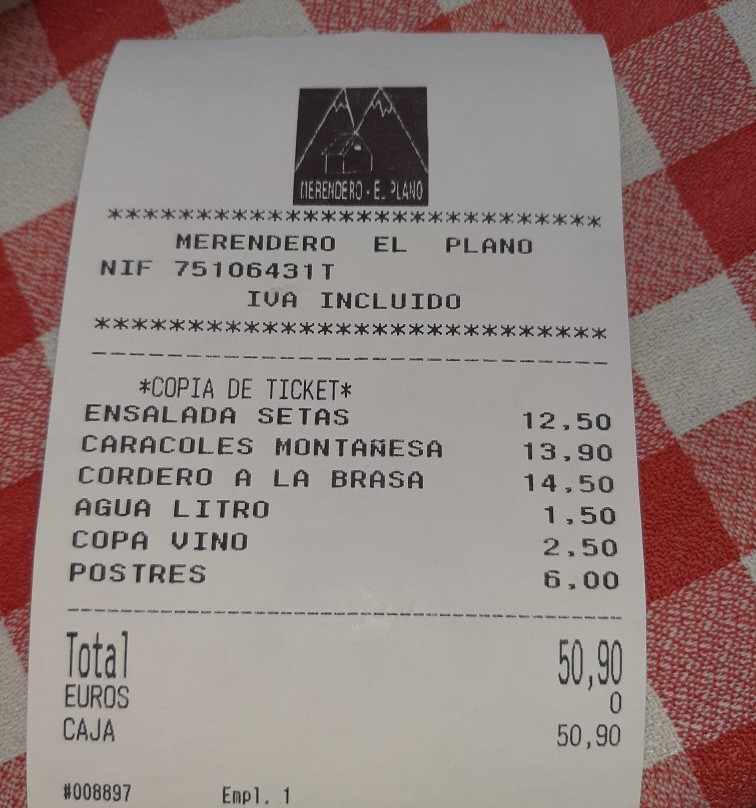 MERENDERO - EL PLANO
****************************
MERENDERO EL PLANO
NIF 75106431T
IVA INCLUIDO
****************************
*COPIA DE TICKET*
ENSALADA SETAS 12,50
CARACOLES MONTAÑESA 13,90
CORDERO A LA BRASA 14,50
AGUA LITRO 1,50
COPA VINO 2,50
POSTRES 6,00
Total 50,90
EUROS 0
CAJA 50,90
#008897 Empl. 1